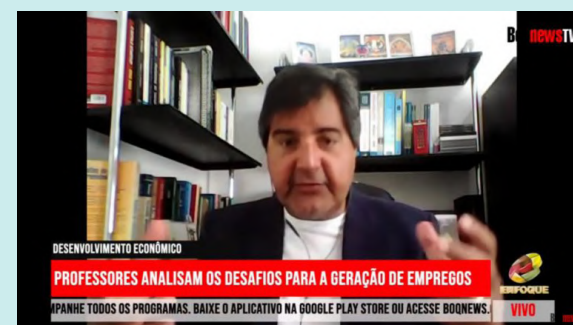 newsTV
DESENVOLVIMENTO ECONÔMICO
PROFESSORES ANALISAM OS DESAFIOS PARA A GERAÇÃO DE EMPREGOS
ENFOQUE
MPANHE TODOS OS PROGRAMAS. BAIXE O APLICATIVO NA GOOGLE PLAY STORE OU ACESSE BOQNEWS.
VIVO